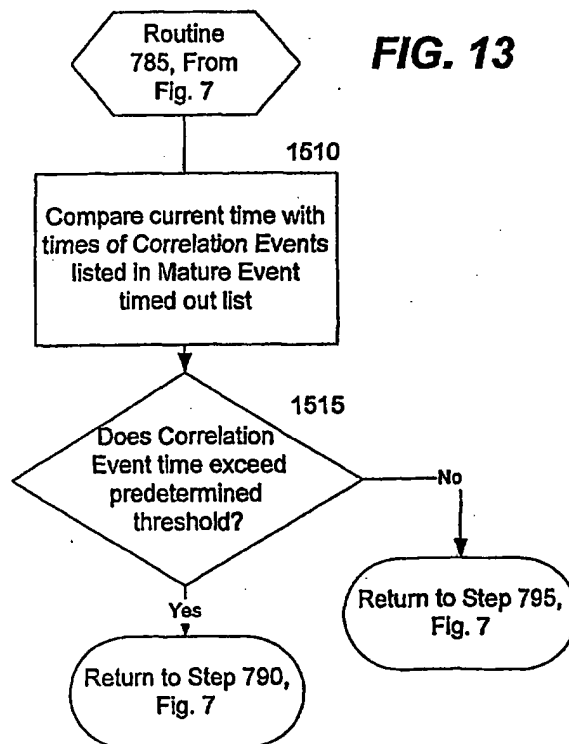 Routine
785, From
Fig. 7
FIG. 13
1510
Compare current time with
times of Correlation Events
listed in Mature Event
timed out list
1515
Does Correlation
Event time exceed
predetermined
threshold?
No
Return to Step 795,
Fig. 7
Yes
Return to Step 790,
Fig. 7